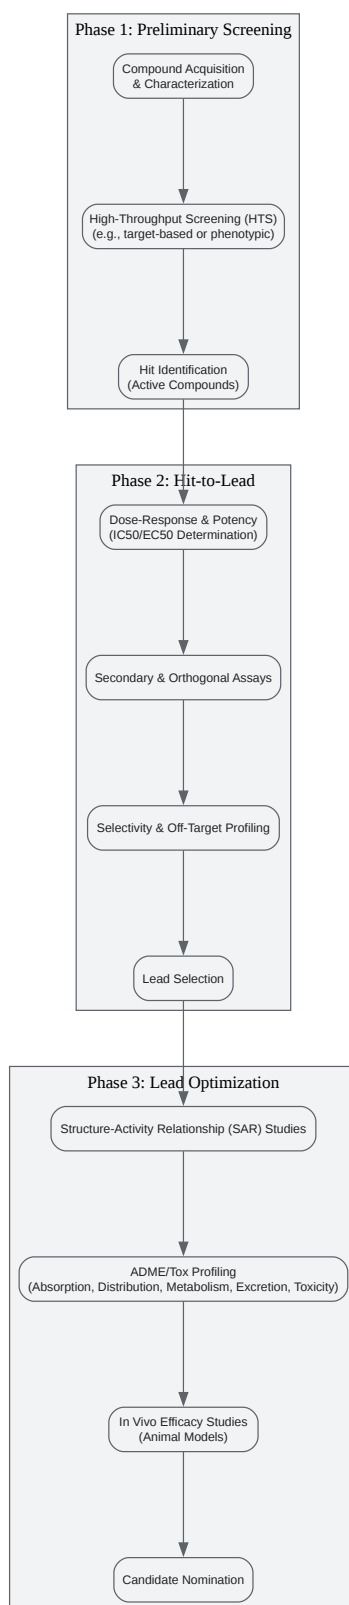 Phase 1: Preliminary Screening
Compound Acquisition
& Characterization
High-Throughput Screening (HTS)
(e.g., target-based or phenotypic)
Hit Identification
(Active Compounds)
Phase 2: Hit-to-Lead
Dose-Response & Potency
(IC50/EC50 Determination)
Secondary & Orthogonal Assays
Selectivity & Off-Target Profiling
Lead Selection
Phase 3: Lead Optimization
Structure-Activity Relationship (SAR) Studies
ADME/Tox Profiling
(Absorption, Distribution, Metabolism, Excretion, Toxicity)
In Vivo Efficacy Studies
(Animal Models)
Candidate Nomination